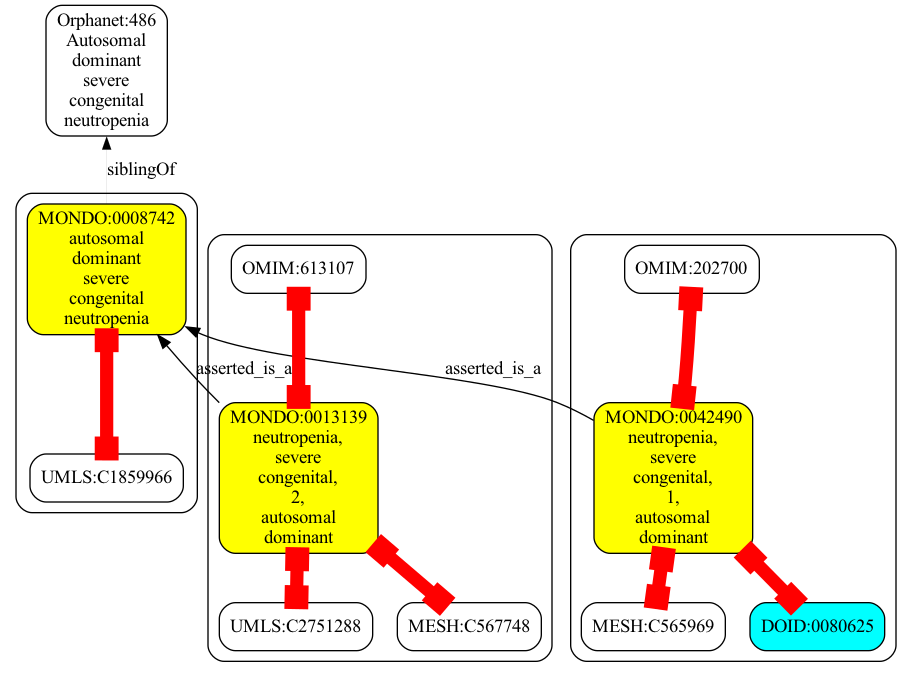 Orphanet:486
Autosomal
dominant
severe
congenital
neutropenia
siblingOf
MONDO:0008742
autosomal
dominant
severe
congenital
neutropenia
UMLS:C1859966
OMIM:613107
asserted_is_a
MONDO:0013139
neutropenia,
severe
congenital,
2,
autosomal
dominant
UMLS:C2751288
MESH:C567748
OMIM:202700
asserted_is_a
MONDO:0042490
neutropenia,
severe
congenital,
1,
autosomal
dominant
MESH:C565969
DOID:0080625